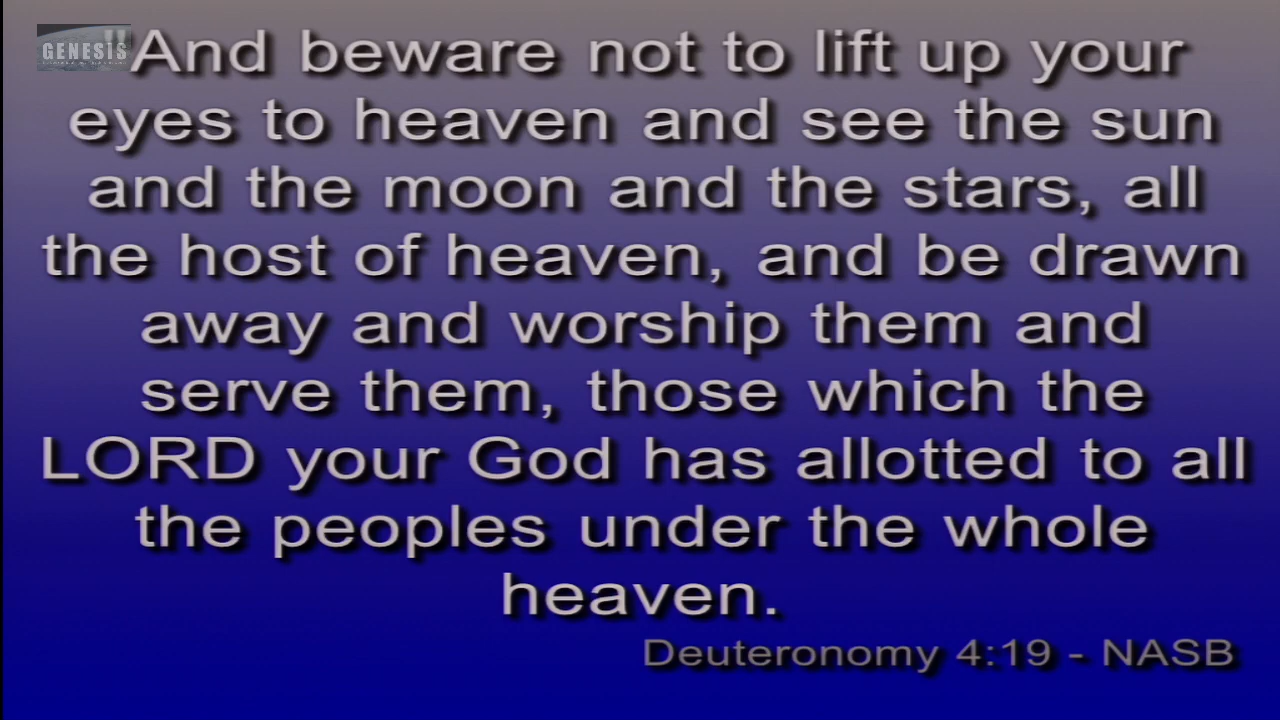 GENESIS
"And beware not to lift up your
eyes to heaven and see the sun
and the moon and the stars, all
the host of heaven, and be drawn
away and worship them and
serve them, those which the
LORD your God has allotted to all
the peoples under the whole
heaven.
Deuteronomy 4:19 - NASB